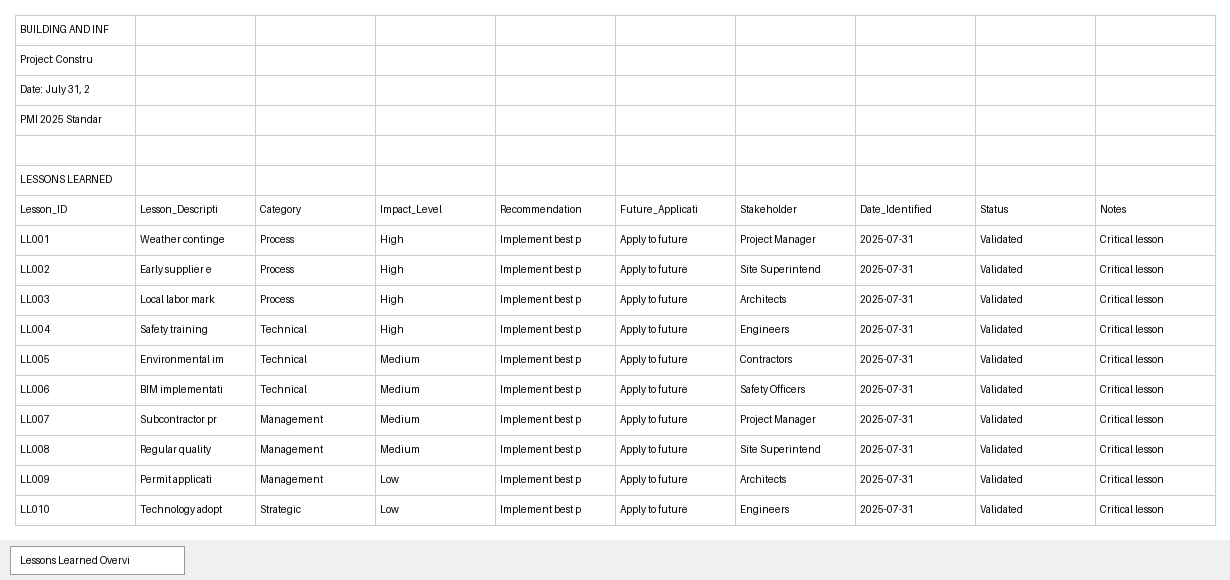 BUILDING AND INF
Project: Constru
Date: July 31, 2
PMI 2025 Standar
LESSONS LEARNED
Lesson_ID Lesson_Descripti Category Impact_Level Recommendation Future_Applicati Stakeholder Date_Identified Status Notes
LL001 Weather continge Process High Implement best p Apply to future Project Manager 2025-07-31 Validated Critical lesson
LL002 Early supplier e Process High Implement best p Apply to future Site Superintend 2025-07-31 Validated Critical lesson
LL003 Local labor mark Process High Implement best p Apply to future Architects 2025-07-31 Validated Critical lesson
LL004 Safety training Technical High Implement best p Apply to future Engineers 2025-07-31 Validated Critical lesson
LL005 Environmental im Technical Medium Implement best p Apply to future Contractors 2025-07-31 Validated Critical lesson
LL006 BIM implementati Technical Medium Implement best p Apply to future Safety Officers 2025-07-31 Validated Critical lesson
LL007 Subcontractor pr Management Medium Implement best p Apply to future Project Manager 2025-07-31 Validated Critical lesson
LL008 Regular quality Management Medium Implement best p Apply to future Site Superintend 2025-07-31 Validated Critical lesson
LL009 Permit applicati Management Low Implement best p Apply to future Architects 2025-07-31 Validated Critical lesson
LL010 Technology adopt Strategic Low Implement best p Apply to future Engineers 2025-07-31 Validated Critical lesson
Lessons Learned Overvi